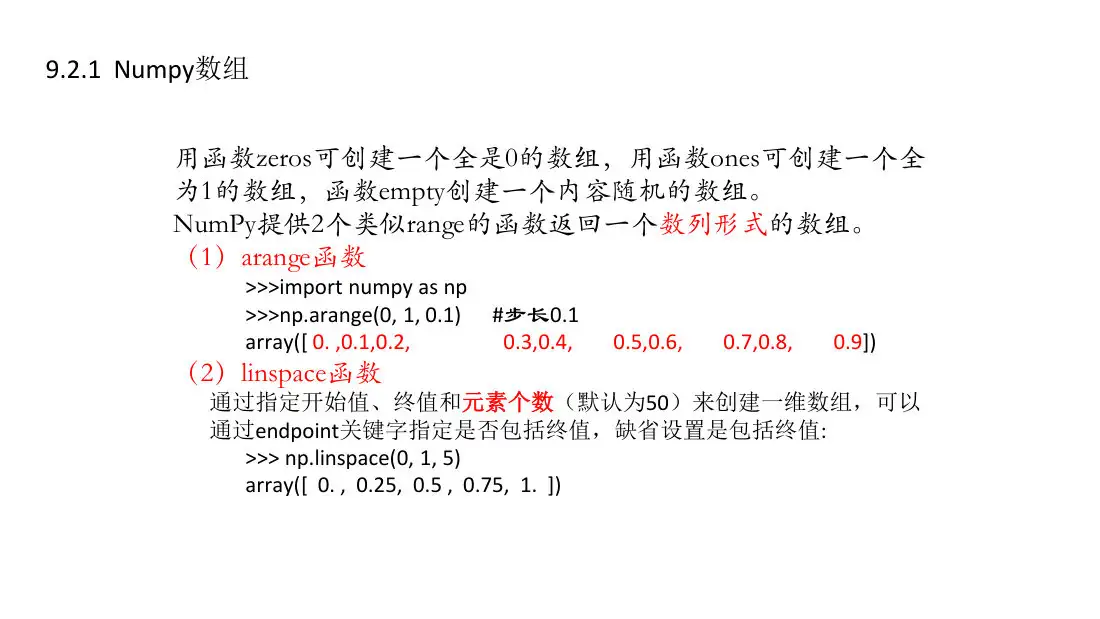 9.2.1 Numpy数组
用函数zeros可创建一个全是0的数组，用函数ones可创建一个全
为1的数组，函数empty创建一个内容随机的数组。
NumPy提供2个类似range的函数返回一个数列形式的数组。
（1）arange函数
>>>import numpy as np
>>>np.arange(0, 1, 0.1) #步长0.1
array([ 0. ,0.1,0.2, 0.3,0.4, 0.5,0.6, 0.7,0.8, 0.9])
（2）linspace函数
通过指定开始值、终值和元素个数（默认为50）来创建一维数组，可以
通过endpoint关键字指定是否包括终值，缺省设置是包括终值:
>>> np.linspace(0, 1, 5)
array([ 0. , 0.25, 0.5 , 0.75, 1. ])